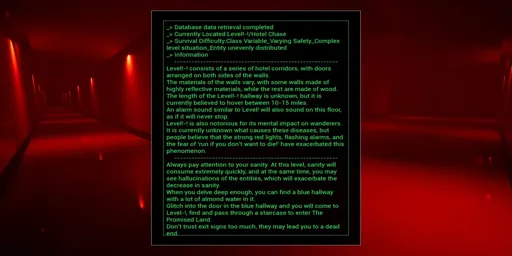 _> Database data retrieval completed
_> Currently Located:Level!-!/Hotel Chase
_> Survival Difficulty:Class Variable_Varying Safety_Complex
level situation_Entity unevenly distributed
_> Information
------------------------------------------------
Level!-! consists of a series of hotel corridors, with doors
arranged on both sides of the walls.
The materials of the walls vary, with some walls made of
highly reflective materials, while the rest are made of wood.
The length of the Level!-! hallway is unknown, but it is
currently believed to hover between 10-15 miles.
An alarm sound similar to Level! will also sound on this floor,
as if it will never stop.
Level!-! is also notorious for its mental impact on wanderers.
It is currently unknown what causes these diseases, but
people believe that the strong red lights, flashing alarms, and
the fear of 'run if you don't want to die!' have exacerbated this
phenomenon.
------------------------------------------------
Always pay attention to your sanity. At this level, sanity will
consume extremely quickly, and at the same time, you may
see hallucinations of the entities, which will exacerbate the
decrease in sanity.
When you delve deep enough, you can find a blue hallway
with a lot of almond water in it.
Glitch into the door in the blue hallway and you will come to
Level-!, find and pass through a staircase to enter The
Promised Land.
Don't trust exit signs too much, they may lead you to a dead
end.